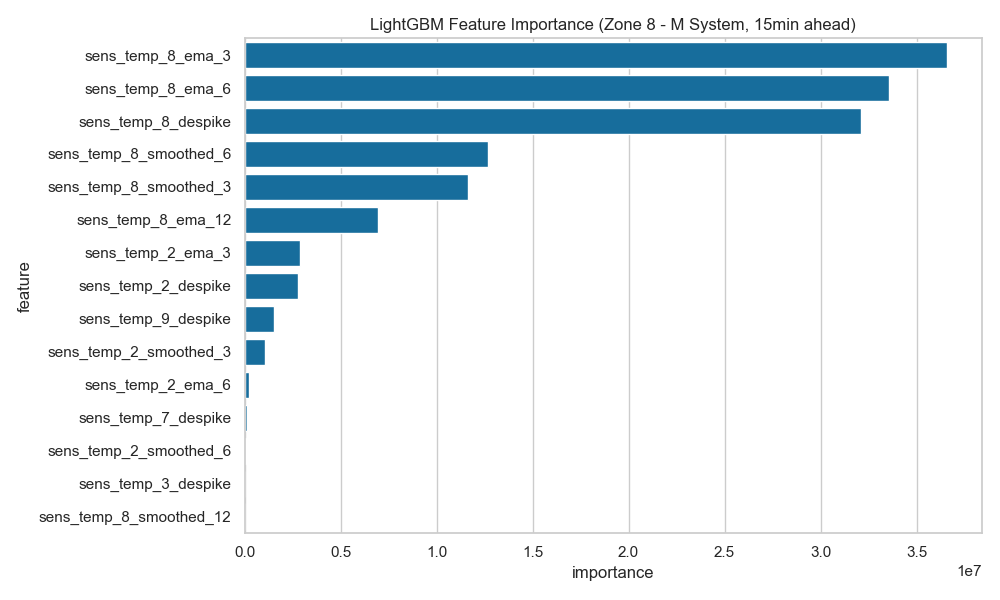 LightGBM Feature Importance (Zone 8 - M System, 15min ahead)
sens_temp_8_ema_3
sens_temp_8_ema_6
sens_temp_8_despike
sens_temp_8_smoothed_6
sens_temp_8_smoothed_3
sens_temp_8_ema_12
sens_temp_2_ema_3
sens_temp_2_despike
sens_temp_9_despike
sens_temp_2_smoothed_3
sens_temp_2_ema_6
sens_temp_7_despike
sens_temp_2_smoothed_6
sens_temp_3_despike
sens_temp_8_smoothed_12
feature
0.0 0.5 1.0 1.5 2.0 2.5 3.0 3.5
1e7
importance